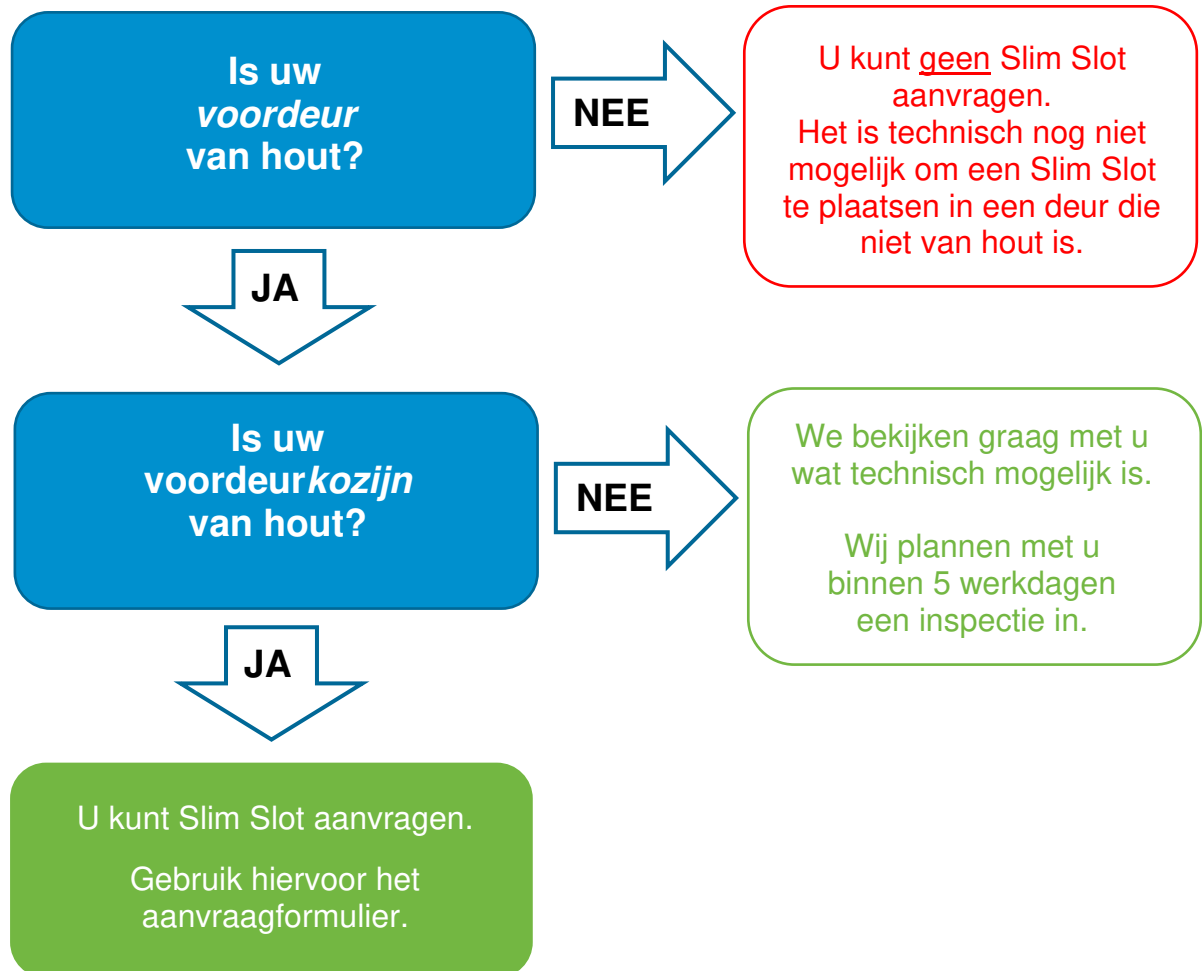 Is uw
voordeur
van hout?
NEE
U kunt geen Slim Slot
aanvragen.
Het is technisch nog niet
mogelijk om een Slim Slot
te plaatsen in een deur die
niet van hout is.
JA
Is uw
voordeurkozijn
van hout?
NEE
We bekijken graag met u
wat technisch mogelijk is.
Wij plannen met u
binnen 5 werkdagen
een inspectie in.
JA
U kunt Slim Slot aanvragen.
Gebruik hiervoor het
aanvraagformulier.